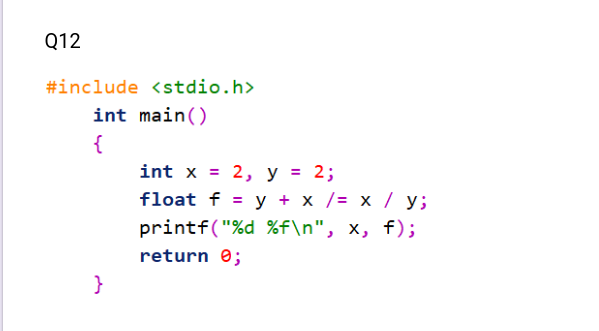 Q12
#include <stdio.h>
int main()
{
int x = 2, y = 2;
float f = y + x /= x / y;
printf("%d %f\n", x, f);
return 0;
}